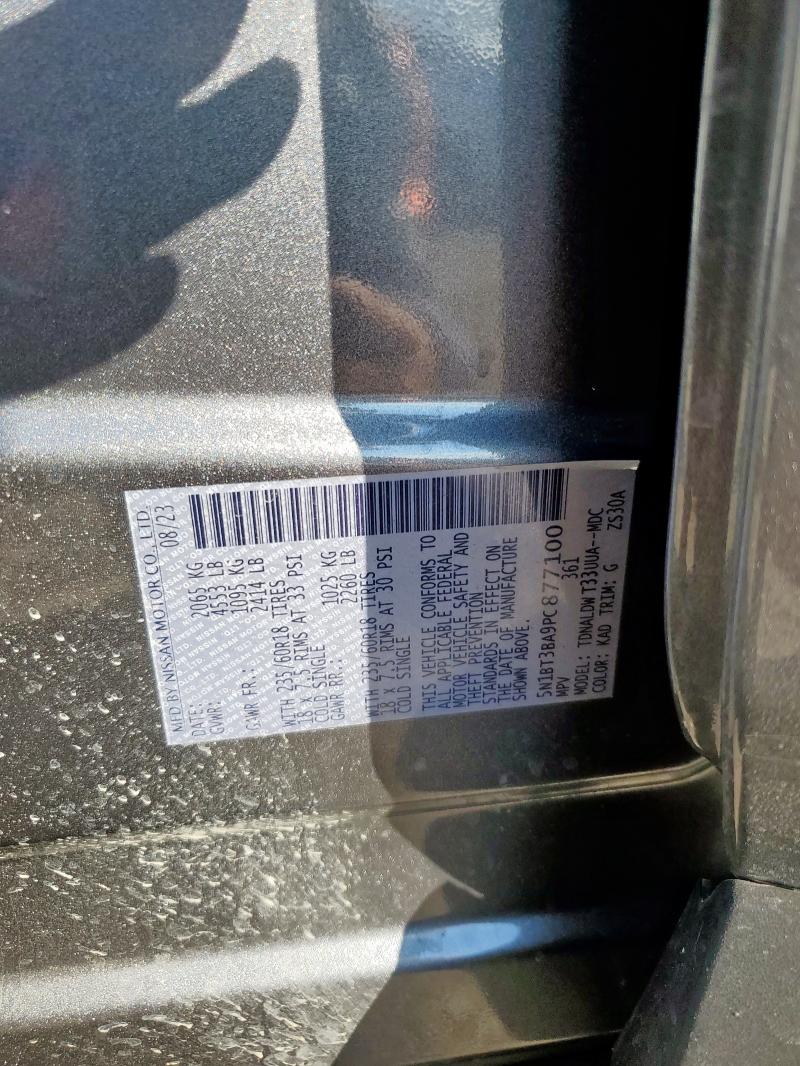 MFD BY NISSAN MOTOR CO., LTD.
DATE: 08/23
GVWR: 2065 KG
4553 LB
GAWR FR.: 1095 KG
2414 LB
WITH 235/60R18 TIRES
18 X 7.5 RIMS AT 33 PSI
COLD SINGLE
GAWR RR.: 1025 KG
2260 LB
WITH 235/60R18 TIRES
18 X 7.5 RIMS AT 30 PSI
COLD SINGLE
THIS VEHICLE CONFORMS TO
ALL APPLICABLE FEDERAL
MOTOR VEHICLE SAFETY AND
THEFT PREVENTION
STANDARDS IN EFFECT ON
THE DATE OF MANUFACTURE
SHOWN ABOVE.
5N1BT3BA9PC877100
MPV 361
MODEL: TDNALDW T33UUA--MDC
COLOR: KAD TRIM: G ZS30A